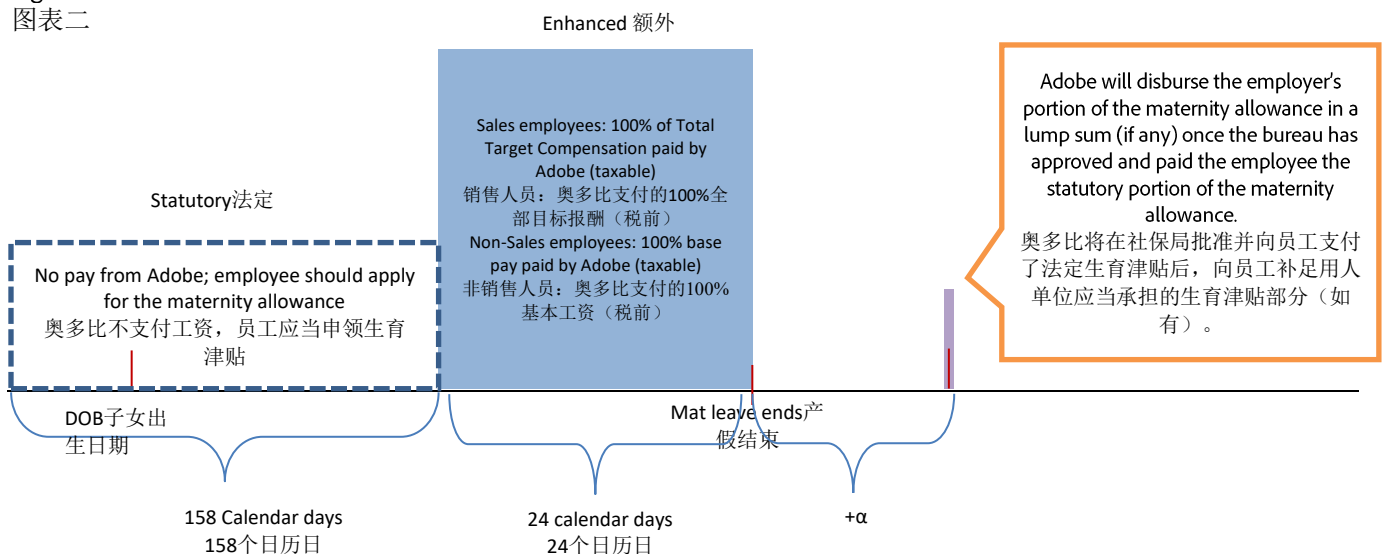 图表二
Enhanced 额外
Statutory法定
No pay from Adobe; employee should apply
for the maternity allowance
奥多比不支付工资，员工应当申领生育
津贴
Sales employees: 100% of Total
Target Compensation paid by
Adobe (taxable)
销售人员：奥多比支付的100%全
部目标报酬（税前）
Non-Sales employees: 100% base
pay paid by Adobe (taxable)
非销售人员：奥多比支付的100%
基本工资（税前）
Adobe will disburse the employer's
portion of the maternity allowance in a
lump sum (if any) once the bureau has
approved and paid the employee the
statutory portion of the maternity
allowance.
奥多比将在社保局批准并向员工支付
了法定生育津贴后，向员工补足用人
单位应当承担的生育津贴部分（如
有）。
DOB子女出
生日期
Mat leave ends产
假结束
158 Calendar days
158个日历日
24 calendar days
24个日历日
+α